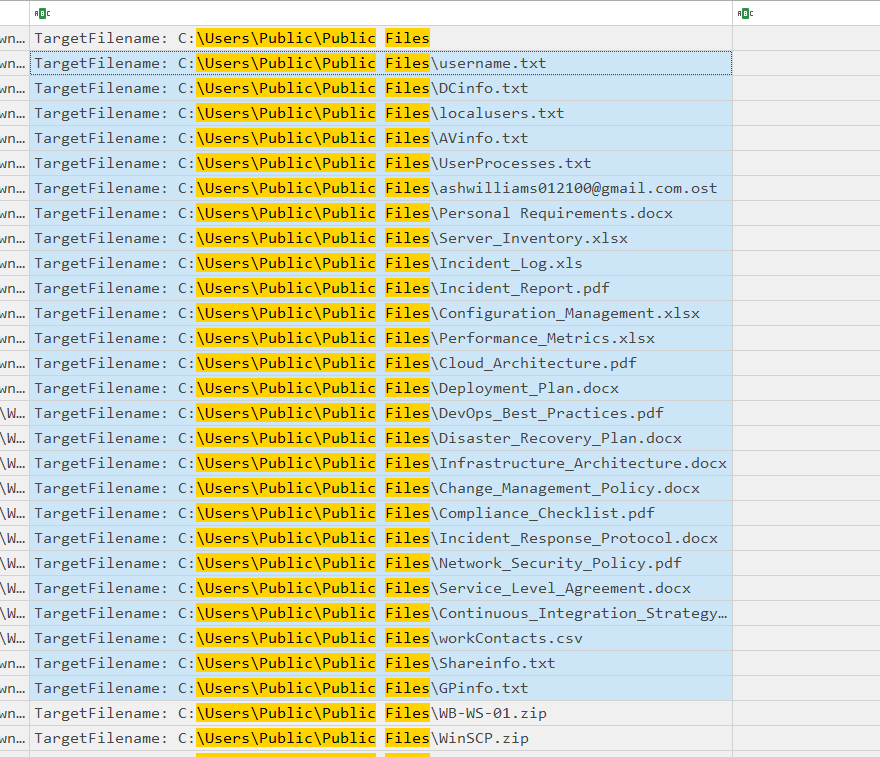 ABC ABC
wn... TargetFilename: C:\Users\Public\Public Files
wn... TargetFilename: C:\Users\Public\Public Files\username.txt
wn... TargetFilename: C:\Users\Public\Public Files\DCinfo.txt
wn... TargetFilename: C:\Users\Public\Public Files\localusers.txt
wn... TargetFilename: C:\Users\Public\Public Files\AVinfo.txt
wn... TargetFilename: C:\Users\Public\Public Files\UserProcesses.txt
wn... TargetFilename: C:\Users\Public\Public Files\ashwilliams012100@gmail.com.ost
wn... TargetFilename: C:\Users\Public\Public Files\Personal Requirements.docx
wn... TargetFilename: C:\Users\Public\Public Files\Server_Inventory.xlsx
wn... TargetFilename: C:\Users\Public\Public Files\Incident_Log.xls
wn... TargetFilename: C:\Users\Public\Public Files\Incident_Report.pdf
wn... TargetFilename: C:\Users\Public\Public Files\Configuration_Management.xlsx
wn... TargetFilename: C:\Users\Public\Public Files\Performance_Metrics.xlsx
wn... TargetFilename: C:\Users\Public\Public Files\Cloud_Architecture.pdf
wn... TargetFilename: C:\Users\Public\Public Files\Deployment_Plan.docx
\W... TargetFilename: C:\Users\Public\Public Files\DevOps_Best_Practices.pdf
\W... TargetFilename: C:\Users\Public\Public Files\Disaster_Recovery_Plan.docx
\W... TargetFilename: C:\Users\Public\Public Files\Infrastructure_Architecture.docx
\W... TargetFilename: C:\Users\Public\Public Files\Change_Management_Policy.docx
\W... TargetFilename: C:\Users\Public\Public Files\Compliance_Checklist.pdf
\W... TargetFilename: C:\Users\Public\Public Files\Incident_Response_Protocol.docx
\W... TargetFilename: C:\Users\Public\Public Files\Network_Security_Policy.pdf
\W... TargetFilename: C:\Users\Public\Public Files\Service_Level_Agreement.docx
\W... TargetFilename: C:\Users\Public\Public Files\Continuous_Integration_Strategy...
\W... TargetFilename: C:\Users\Public\Public Files\workContacts.csv
wn... TargetFilename: C:\Users\Public\Public Files\Shareinfo.txt
wn... TargetFilename: C:\Users\Public\Public Files\GPinfo.txt
wn... TargetFilename: C:\Users\Public\Public Files\WB-WS-01.zip
wn... TargetFilename: C:\Users\Public\Public Files\WinSCP.zip